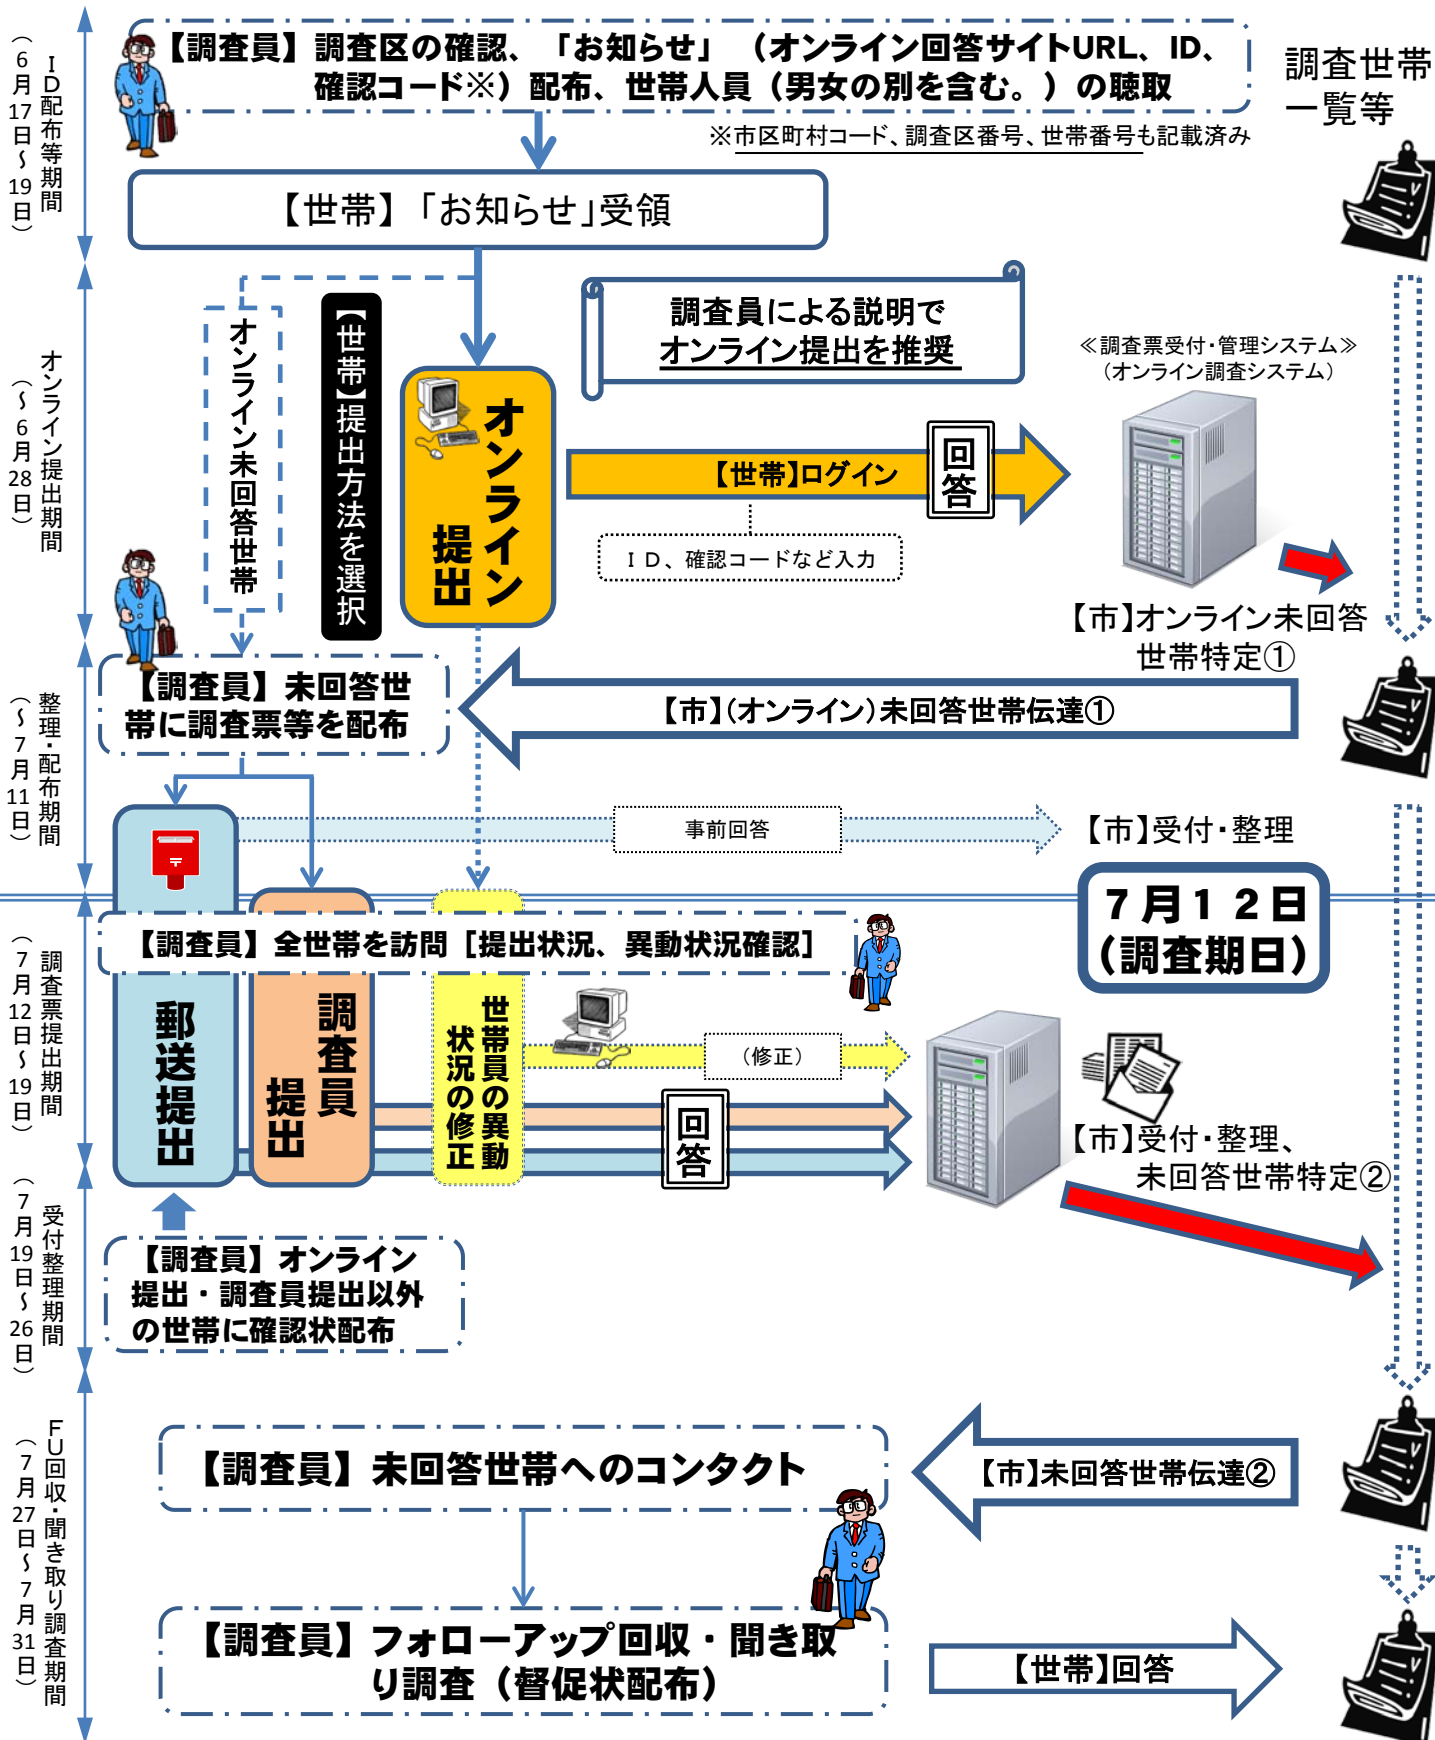 ID配布等期間
（6月17日～19日）
【調査員】調査区の確認、「お知らせ」（オンライン回答サイトURL、ID、
確認コード※）配布、世帯人員（男女の別を含む。）の聴取
調査世帯
一覧等
※市区町村コード、調査区番号、世帯番号も記載済み
【世帯】「お知らせ」受領
オンライン提出期間
（～6月28日）
オンライン未回答世帯
【世帯】提出方法を選択
オンライン
提出
調査員による説明で
オンライン提出を推奨
≪調査票受付・管理システム≫
（オンライン調査システム）
【世帯】ログイン
回答
ＩＤ、確認コードなど入力
【市】オンライン未回答
世帯特定①
整理・配布期間
（～7月11日）
【調査員】未回答世
帯に調査票等を配布
【市】（オンライン）未回答世帯伝達①
事前回答
【市】受付・整理
７月１２日
（調査期日）
調査票提出期間
（7月12日～19日）
【調査員】全世帯を訪問［提出状況、異動状況確認］
郵送提出
調査員
提出
世帯員の異動
状況の修正
（修正）
回答
【市】受付・整理、
未回答世帯特定②
受付整理期間
（7月19日～26日）
【調査員】オンライン
提出・調査員提出以外
の世帯に確認状配布
FU回収・聞き取り調査期間
（7月27日～7月31日）
【調査員】未回答世帯へのコンタクト
【市】未回答世帯伝達②
【調査員】フォローアップ回収・聞き取
り調査（督促状配布）
【世帯】回答